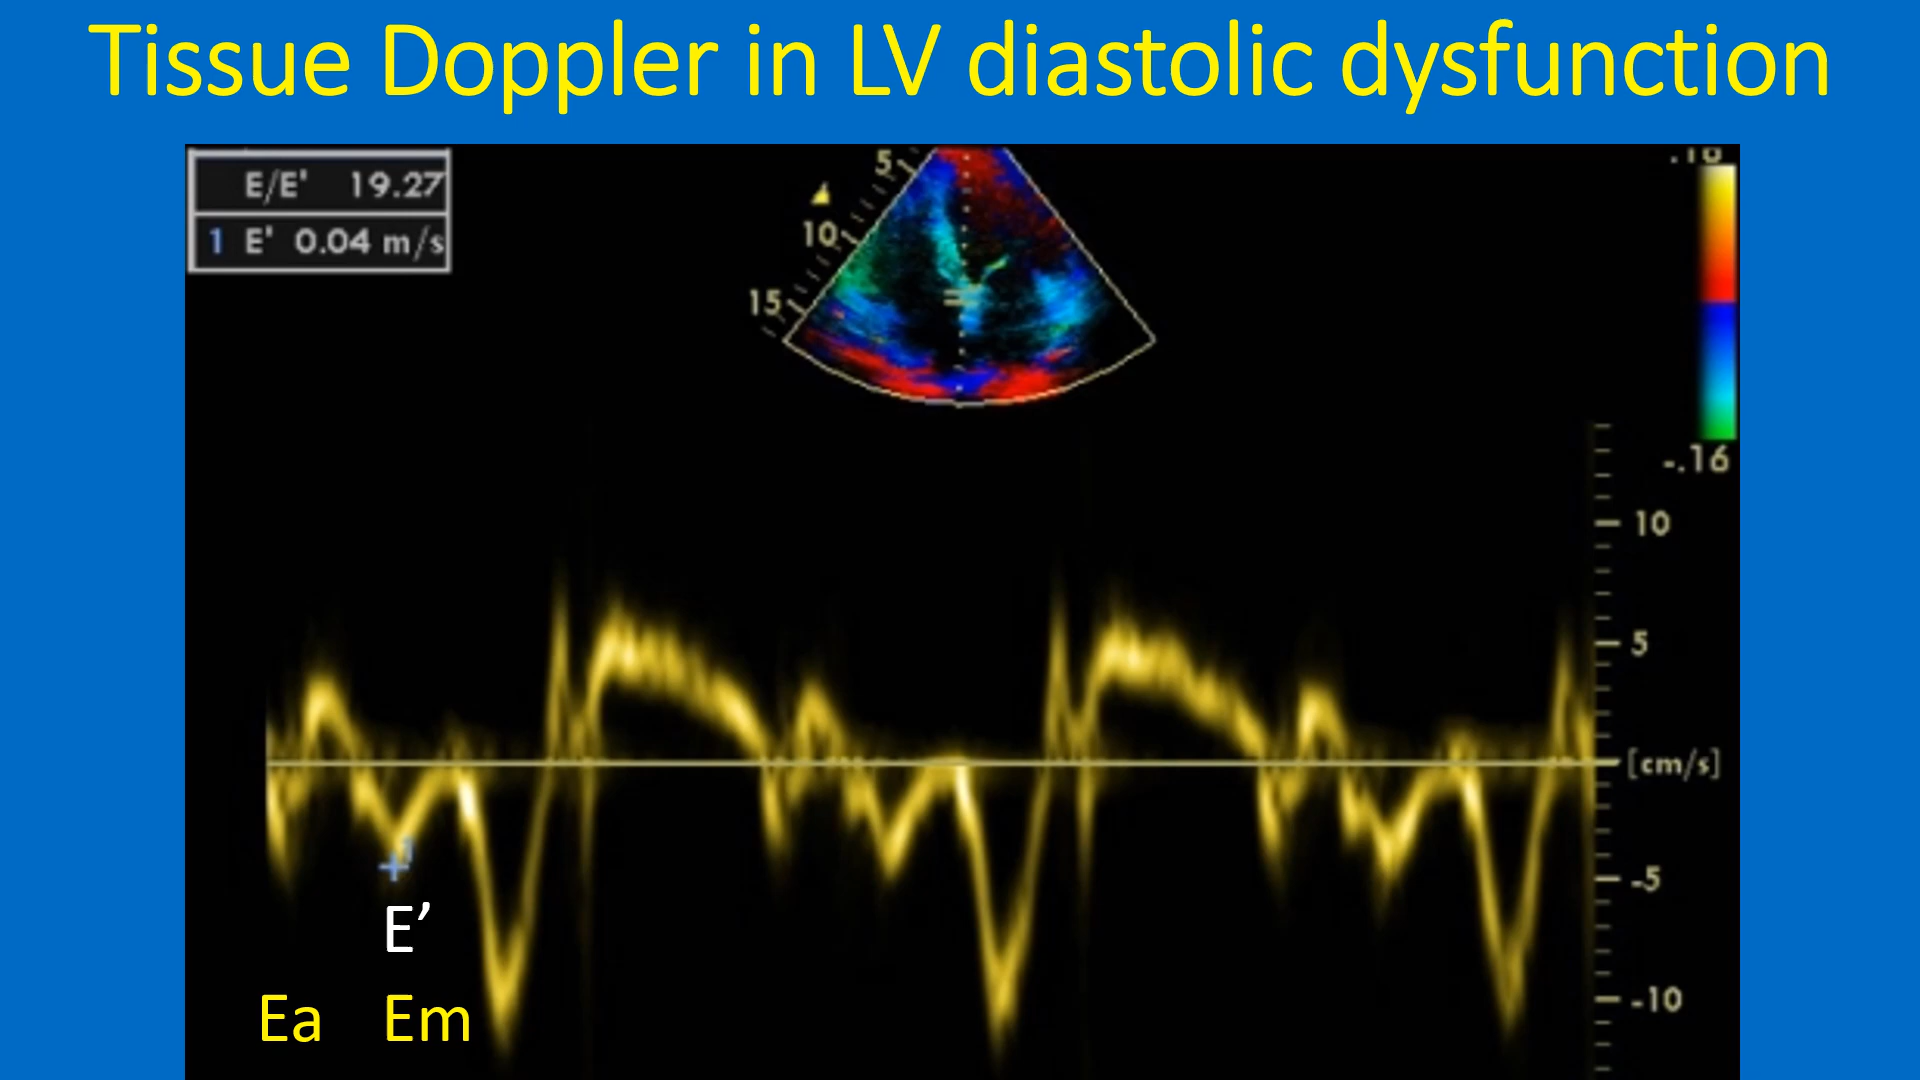 Tissue Doppler in LV diastolic dysfunction
E/E' 19.27
1 E' 0.04 m/s
5
10
15
-.16
10
5
[cm/s]
-5
-10
1
E’
Ea Em